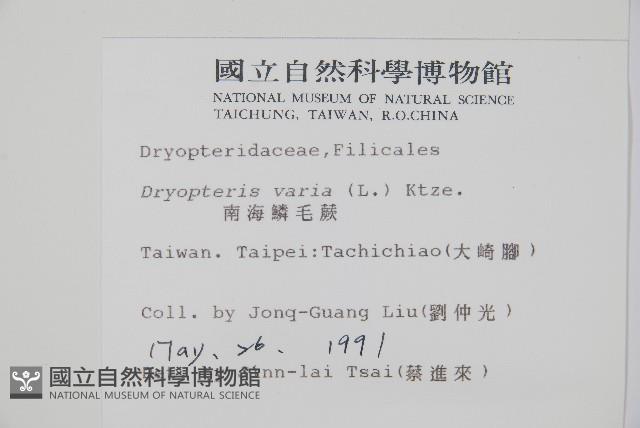 國立自然科學博物館
NATIONAL MUSEUM OF NATURAL SCIENCE
TAICHUNG, TAIWAN, R.O.CHINA
Dryopteridaceae,Filicales
Dryopteris varia (L.) Ktze.
南海鱗毛蕨
Taiwan. Taipei:Tachichiao(大崎腳)
Coll. by Jonq-Guang Liu(劉仲光)
May. 26. 1991
nn-lai Tsai(蔡進來)
國立自然科學博物館
NATIONAL MUSEUM OF NATURAL SCIENCE